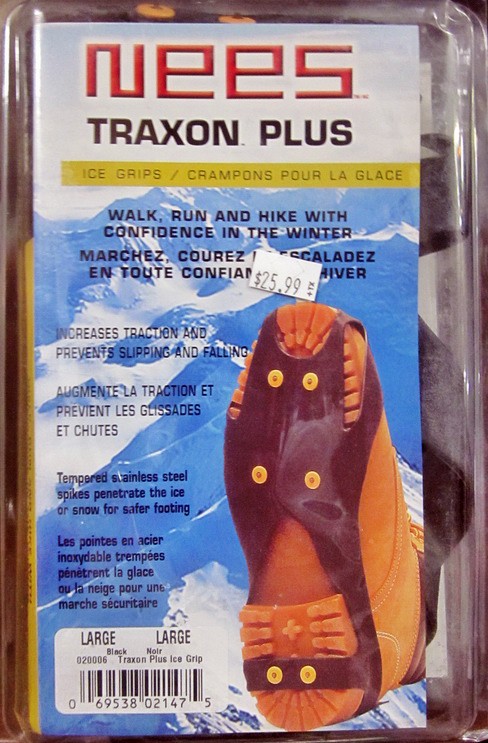 NEES
TRAXON PLUS
ICE GRIPS / CRAMPONS POUR LA GLACE
WALK, RUN AND HIKE WITH
CONFIDENCE IN THE WINTER
MARCHEZ, COUREZ ESCALADEZ
EN TOUTE HIVER
$25.99 +TX
INCREASES TRACTION AND
PREVENTS SLIPPING AND FALLING
AUGMENTE LA TRACTION ET
PREVIENT LES GLISSADES
ET CHUTES
Tempered stainless steel
spikes penetrate the ice
or snow for safer footing
Les pointes en acier
inoxydable trempées
pénètrent la glace
ou la neige pour une
marche sécuritaire
LARGE LARGE
Black Noir
020006 Traxon Plus Ice Grip
0 69538 02147 5